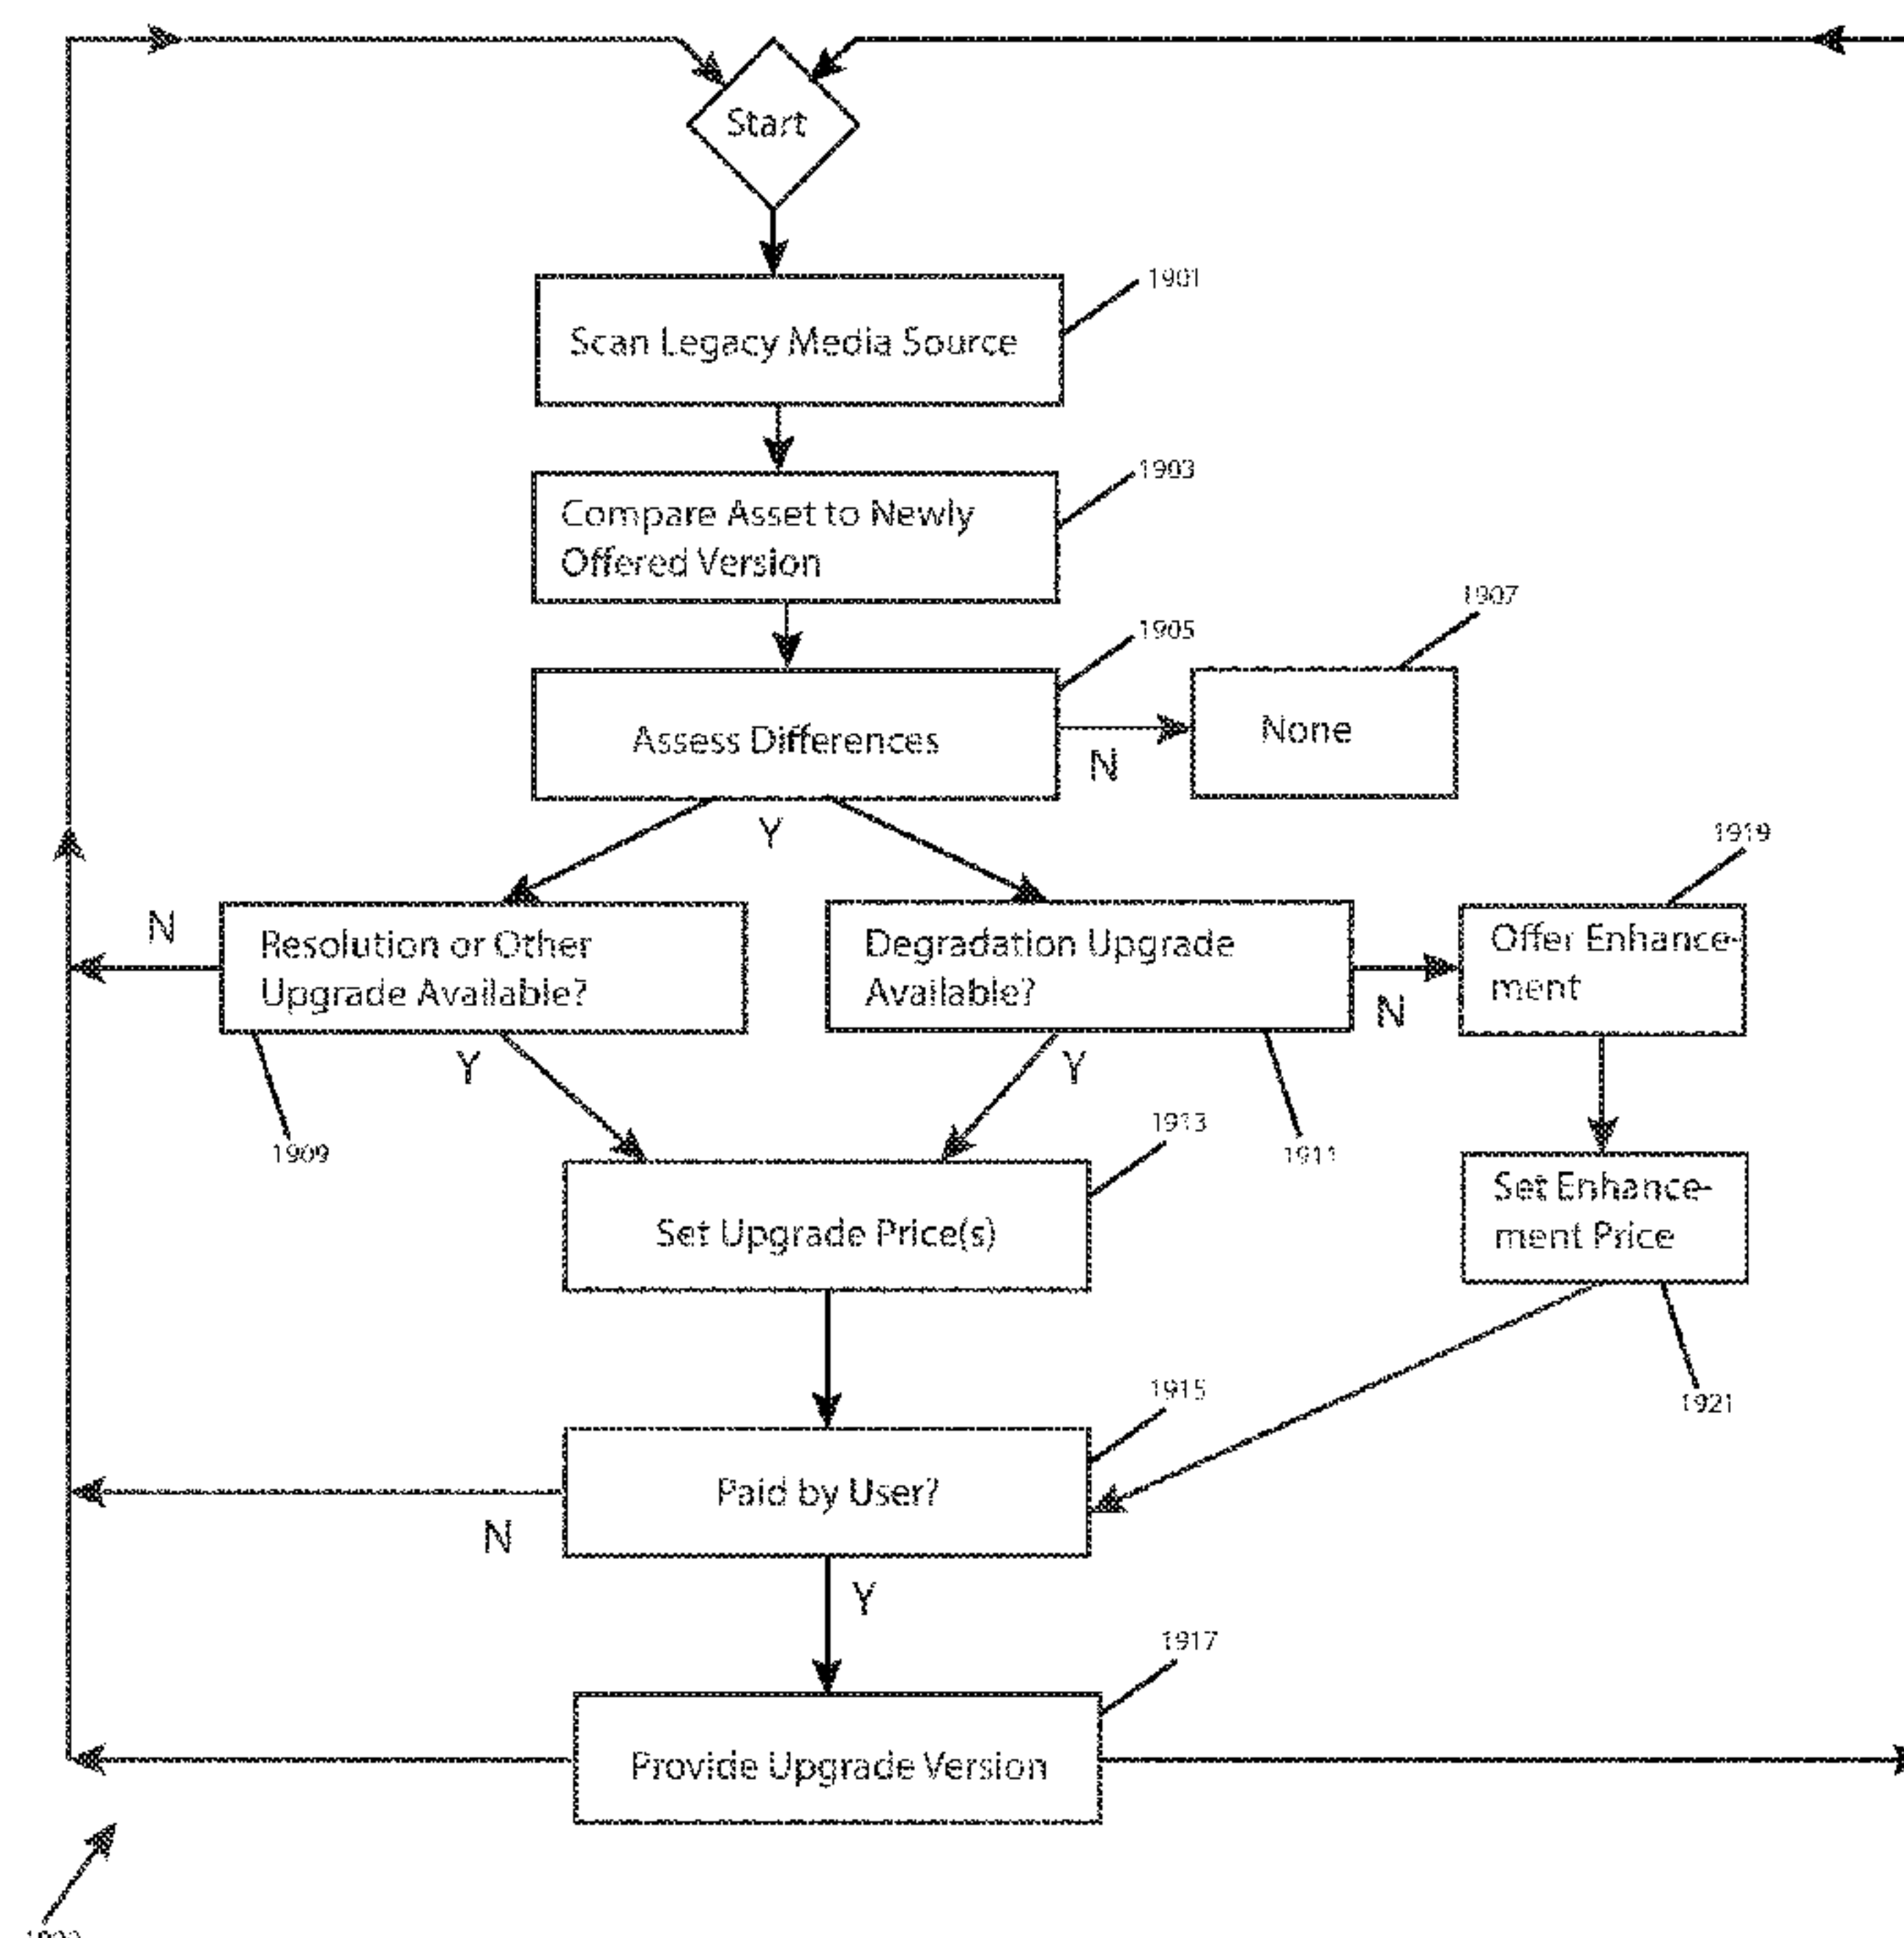 Start
1901
Scan Legacy Media Source
1903
Compare Asset to Newly
Offered Version
1905
1907
Assess Differences
N
None
Y
1919
N
Resolution or Other
Upgrade Available?
Degradation Upgrade
Available?
N
Offer Enhance-
ment
Y
Y
1909
1911
1913
Set Upgrade Price(s)
Set Enhance-
ment Price
1915
1921
Paid by User?
N
Y
1917
Provide Upgrade Version